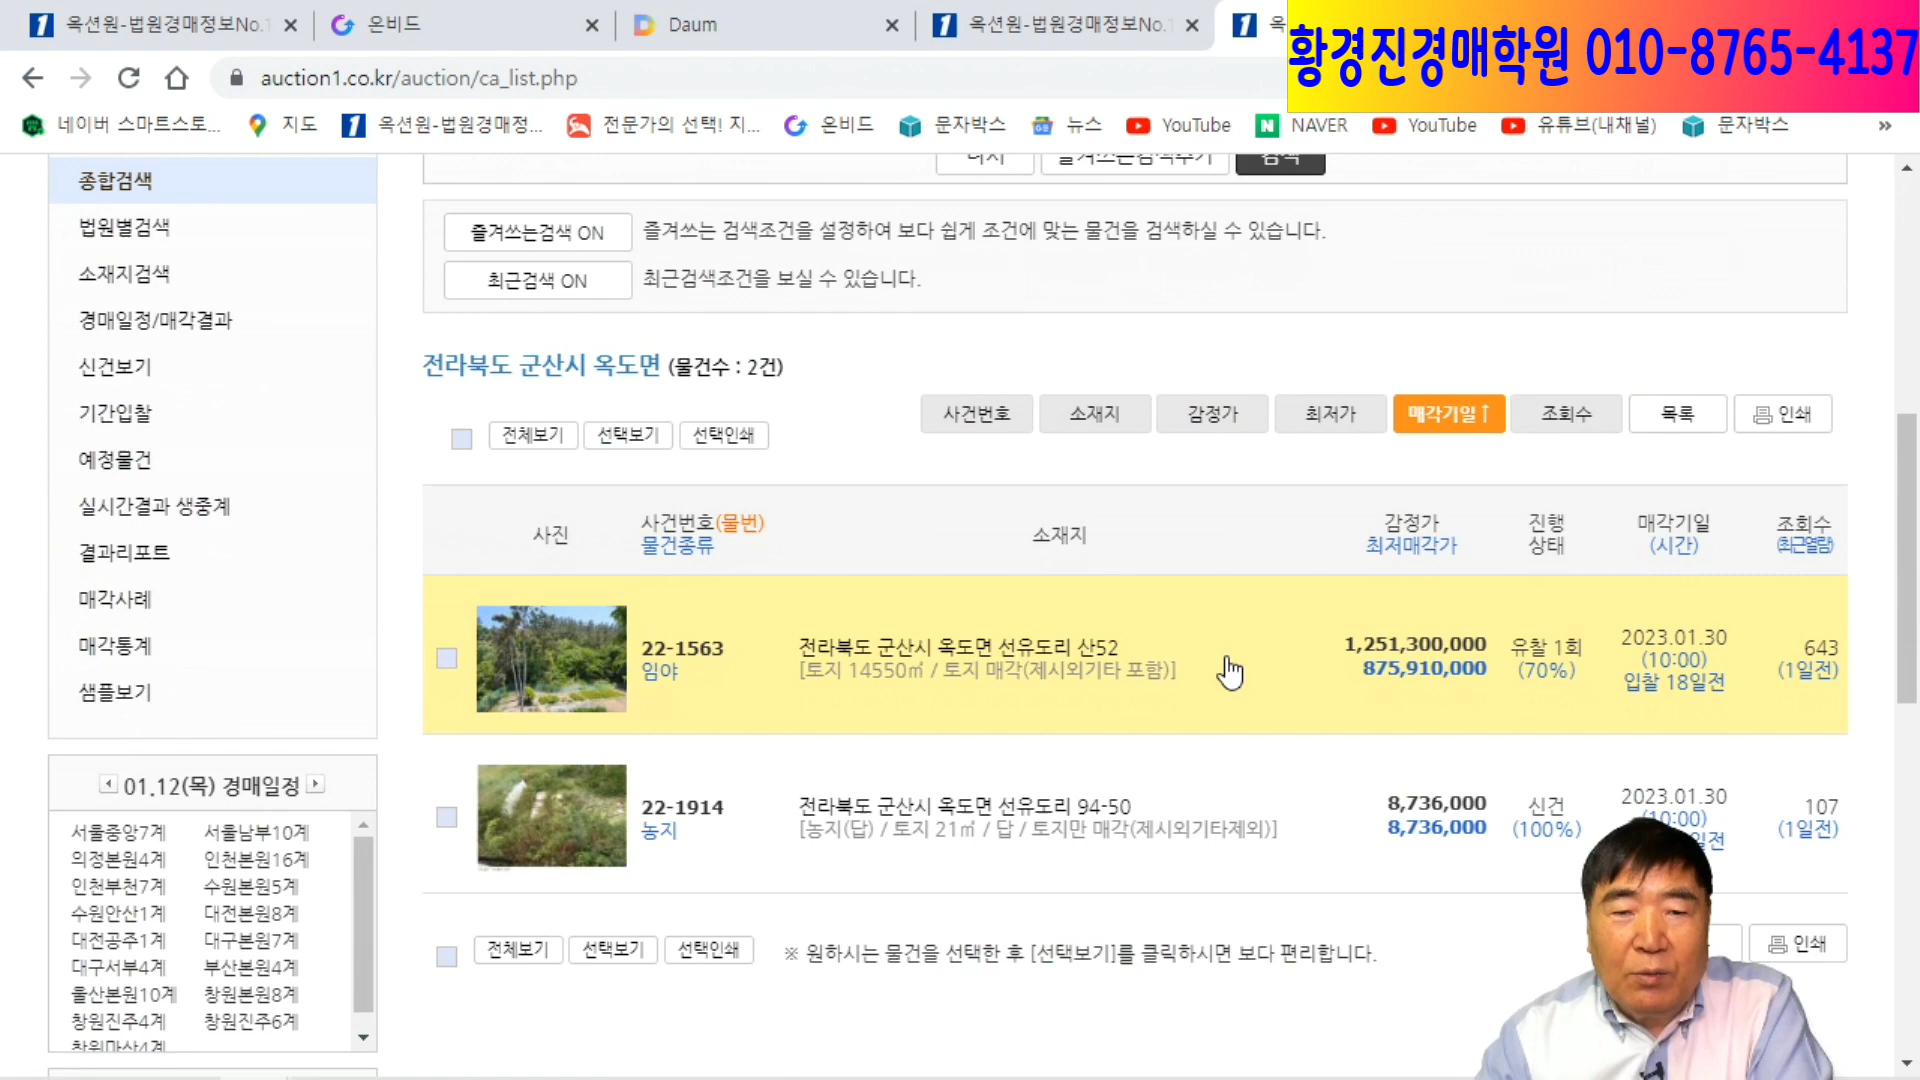 옥션원-법원경매정보No.1
온비드
Daum
옥션원-법원경매정보No.1
옥
황경진경매학원 010-8765-4137
auction1.co.kr/auction/ca_list.php
네이버 스마트스토...
지도
옥션원-법원경매정...
전문가의 선택! 지...
온비드
문자박스
뉴스
YouTube
NAVER
YouTube
유튜브(내채널)
문자박스
»
종합검색
법원별검색
소재지검색
경매일정/매각결과
신건보기
기간입찰
예정물건
실시간결과 생중계
결과리포트
매각사례
매각통계
샘플보기
01.12(목) 경매일정
서울중앙7계 서울남부10계
의정본원4계 인천본원16계
인천부천7계 수원본원5계
수원안산1계 대전본원8계
대전공주1계 대구본원7계
대구서부4계 부산본원4계
울산본원10계 창원본원8계
창원진주4계 창원진주6계
창원마산4계
검색
즐겨쓰는검색 ON 즐겨쓰는 검색조건을 설정하여 보다 쉽게 조건에 맞는 물건을 검색하실 수 있습니다.
최근검색 ON 최근검색조건을 보실 수 있습니다.
전라북도 군산시 옥도면 (물건수 : 2건)
사건번호 소재지 감정가 최저가 매각기일↑ 조회수 목록 인쇄
전체보기 선택보기 선택인쇄
사진
사건번호(물번)
물건종류
소재지
감정가
최저매각가
진행
상태
매각기일
(시간)
조회수
(최근열람)
22-1563
임야
전라북도 군산시 옥도면 선유도리 산52
[토지 14550㎡ / 토지 매각(제시외기타 포함)]
1,251,300,000
875,910,000
유찰 1회
(70%)
2023.01.30
(10:00)
입찰 18일전
643
(1일전)
22-1914
농지
전라북도 군산시 옥도면 선유도리 94-50
[농지(답) / 토지 21㎡ / 답 / 토지만 매각(제시외기타제외)]
8,736,000
8,736,000
신건
(100%)
2023.01.30
(10:00)
일전
107
(1일전)
전체보기 선택보기 선택인쇄 ※ 원하시는 물건을 선택한 후 [선택보기]를 클릭하시면 보다 편리합니다.
인쇄